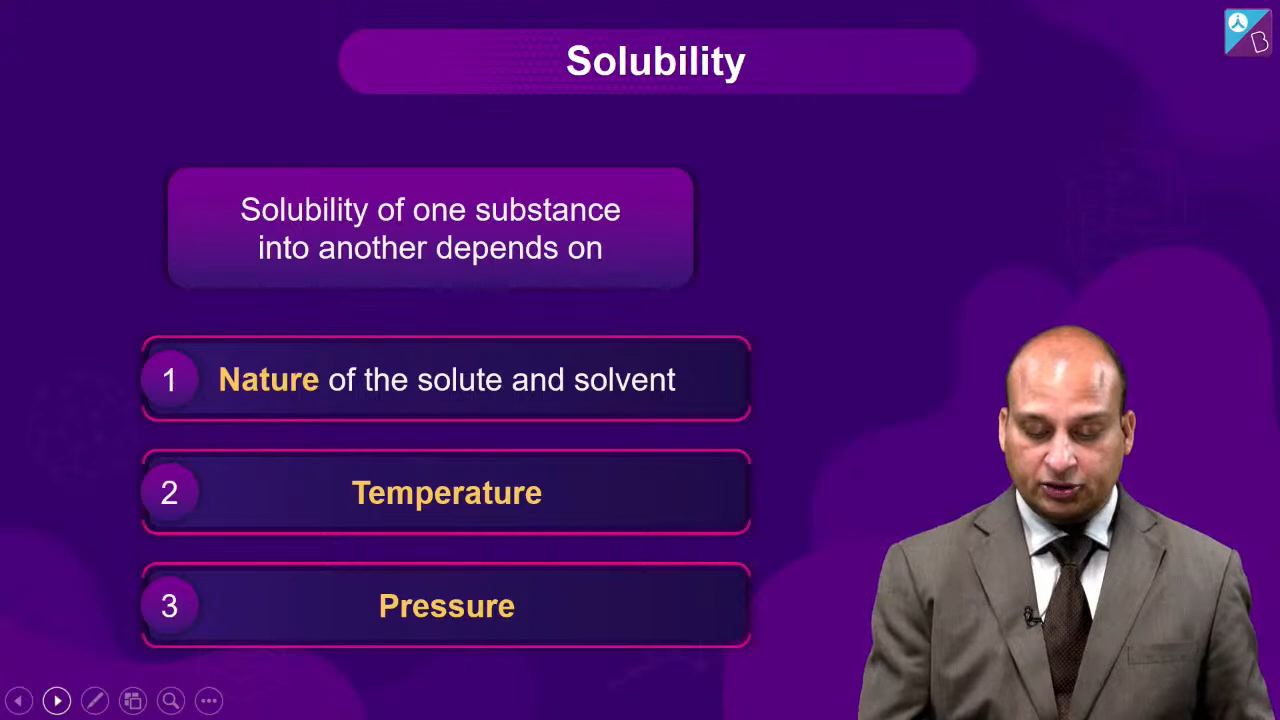 Solubility
Solubility of one substance
into another depends on
1 Nature of the solute and solvent
2 Temperature
3 Pressure